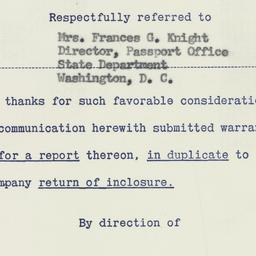 Respectfully referred to
Mrs. Frances G. Knight
Director, Passport Office
State Department
Washington, D. C.
thanks for such favorable consideratio
communication herewith submitted warran
for a report thereon, in duplicate to
mpany return of inclosure.
By direction of